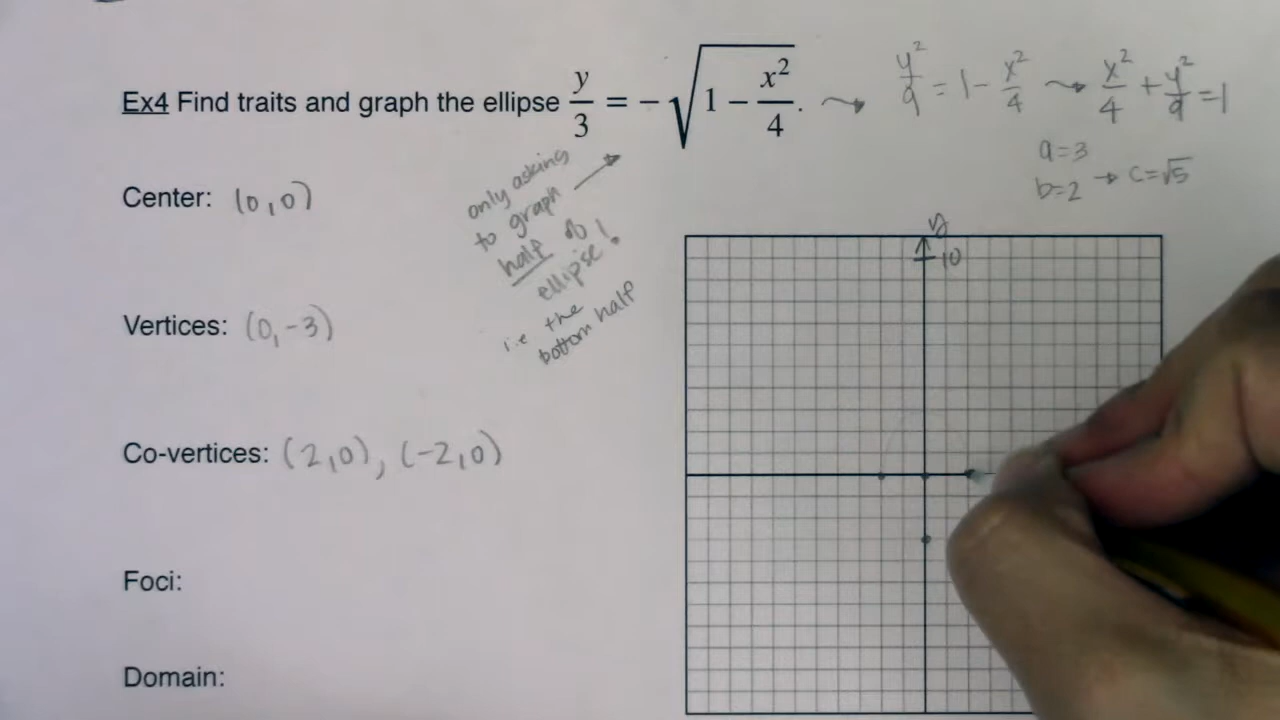 Ex4 Find traits and graph the ellipse y/3 = -√(1 - x²/4). ⇝ y²/9 = 1 - x²/4 ⇝ x²/4 + y²/9 = 1
a=3
b=2 → c=√5
Center: (0,0)
only asking
to graph
half of
ellipse!
i.e the
bottom half
y
10
Vertices: (0,-3)
Co-vertices: (2,0), (-2,0)
Foci:
Domain: